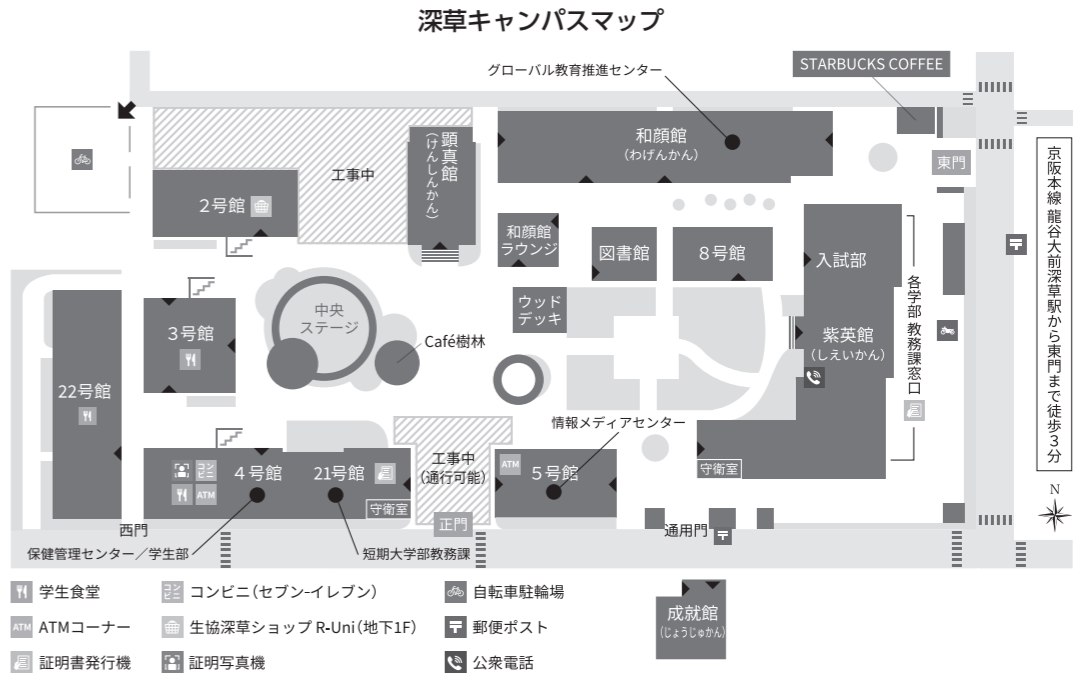 深草キャンパスマップ
グローバル教育推進センター
STARBUCKS COFFEE
和顔館
(わげんかん)
顕真館
(けんしんかん)
工事中
東門
2号館
和顔館
ラウンジ
図書館
8号館
入試部
中央
ステージ
ウッド
デッキ
3号館
Café樹林
紫英館
(しえいかん)
各学部 教務課窓口
京阪本線 龍谷大前深草駅から東門まで徒歩3分
22号館
情報メディアセンター
工事中
(通行可能)
コンビニ
ATM
4号館
21号館
守衛室
ATM
5号館
守衛室
N
正門
西門
通用門
保健管理センター/学生部
短期大学部教務課
学生食堂
コンビニ
コンビニ(セブン-イレブン)
自転車駐輪場
ATM
ATMコーナー
生協深草ショップ R-Uni(地下1F)
郵便ポスト
証明書発行機
証明写真機
公衆電話
成就館
(じょうじゅかん)